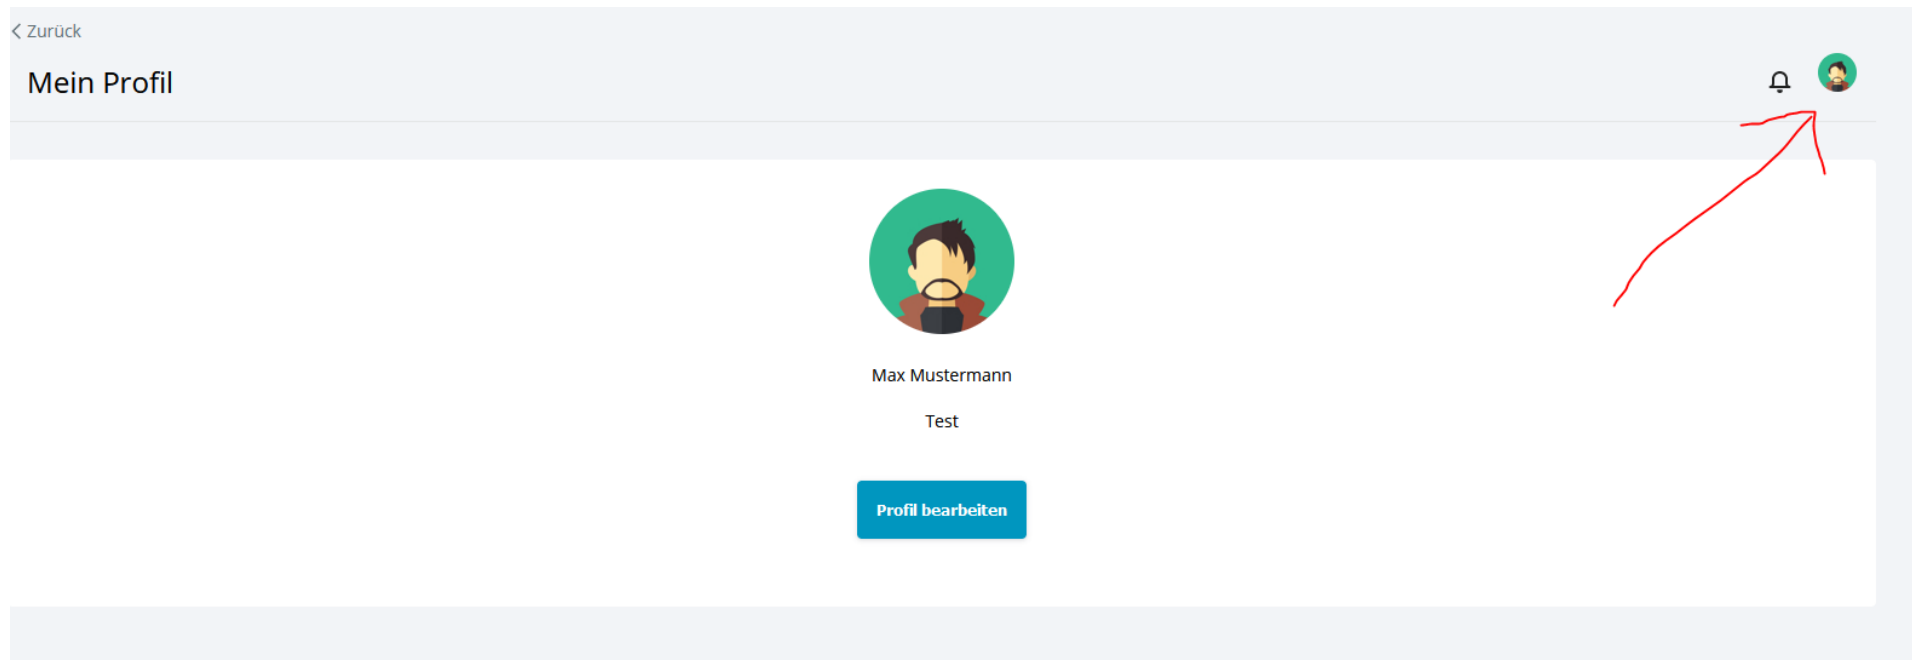 Zurück
Mein Profil
Max Mustermann
Test
Profil bearbeiten